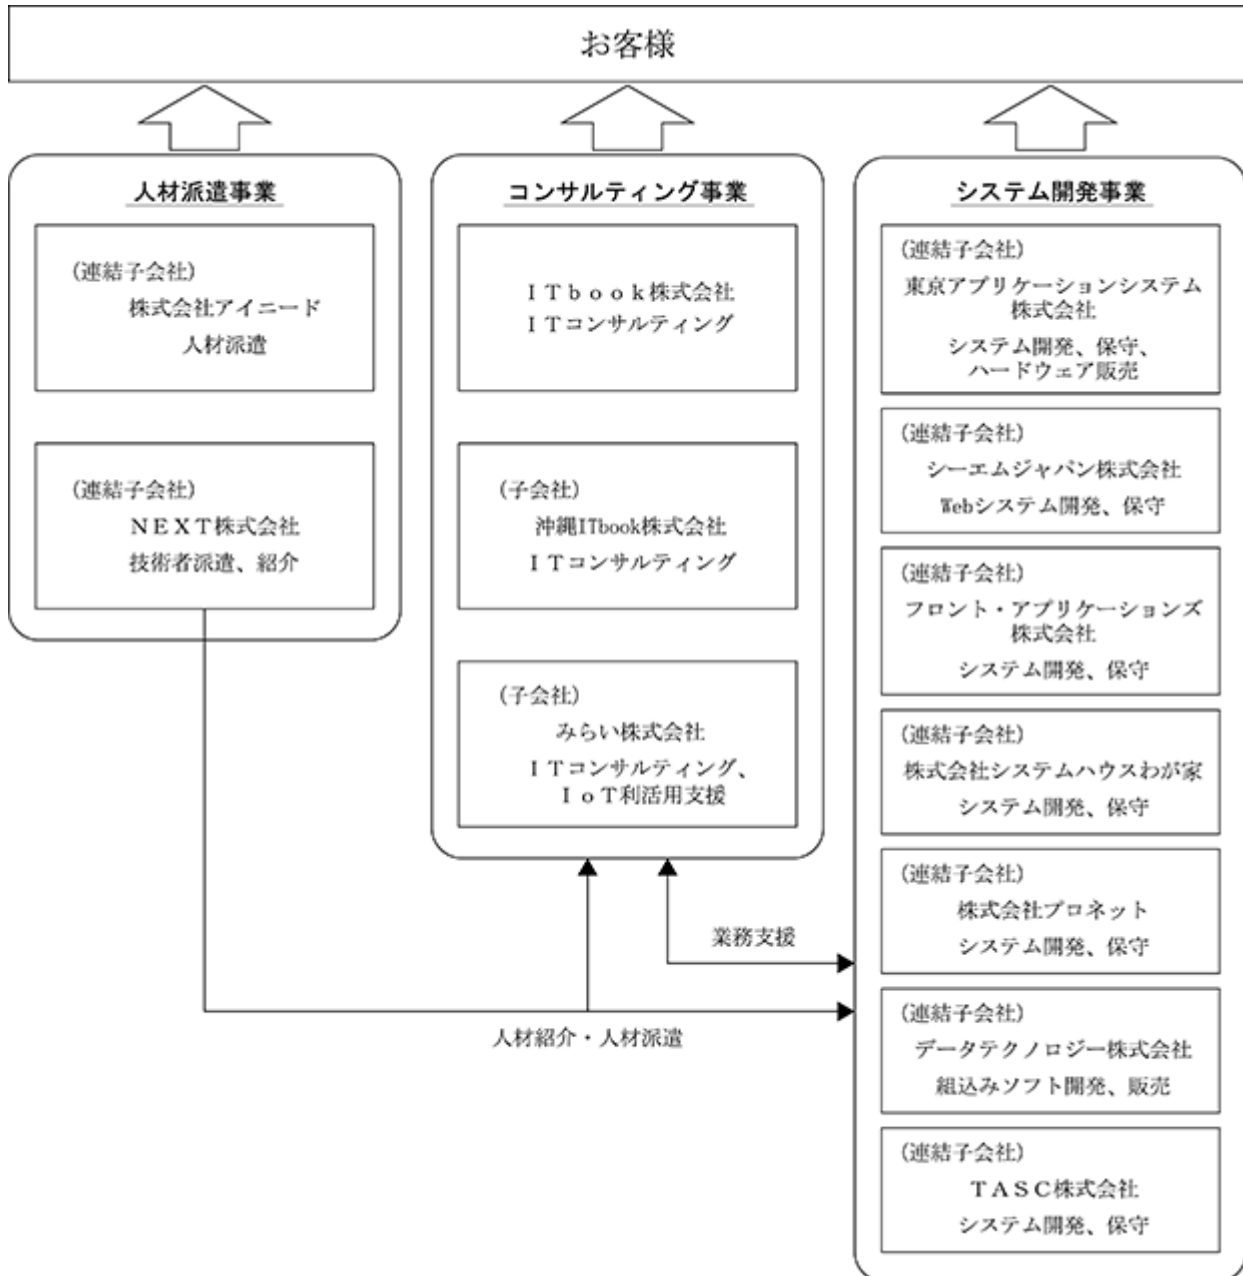 お客様
人材派遣事業
(連結子会社)
株式会社アイニード
人材派遣
(連結子会社)
ＮＥＸＴ株式会社
技術者派遣、紹介
コンサルティング事業
ＩＴｂｏｏｋ株式会社
ＩＴコンサルティング
(子会社)
沖縄ITbook株式会社
ＩＴコンサルティング
(子会社)
みらい株式会社
ＩＴコンサルティング、
ＩｏＴ利活用支援
システム開発事業
(連結子会社)
東京アプリケーションシステム
株式会社
システム開発、保守、
ハードウェア販売
(連結子会社)
シーエムジャパン株式会社
Webシステム開発、保守
(連結子会社)
フロント・アプリケーションズ
株式会社
システム開発、保守
(連結子会社)
株式会社システムハウスわが家
システム開発、保守
(連結子会社)
株式会社プロネット
システム開発、保守
(連結子会社)
データテクノロジー株式会社
組込みソフト開発、販売
(連結子会社)
ＴＡＳＣ株式会社
システム開発、保守
業務支援
人材紹介・人材派遣